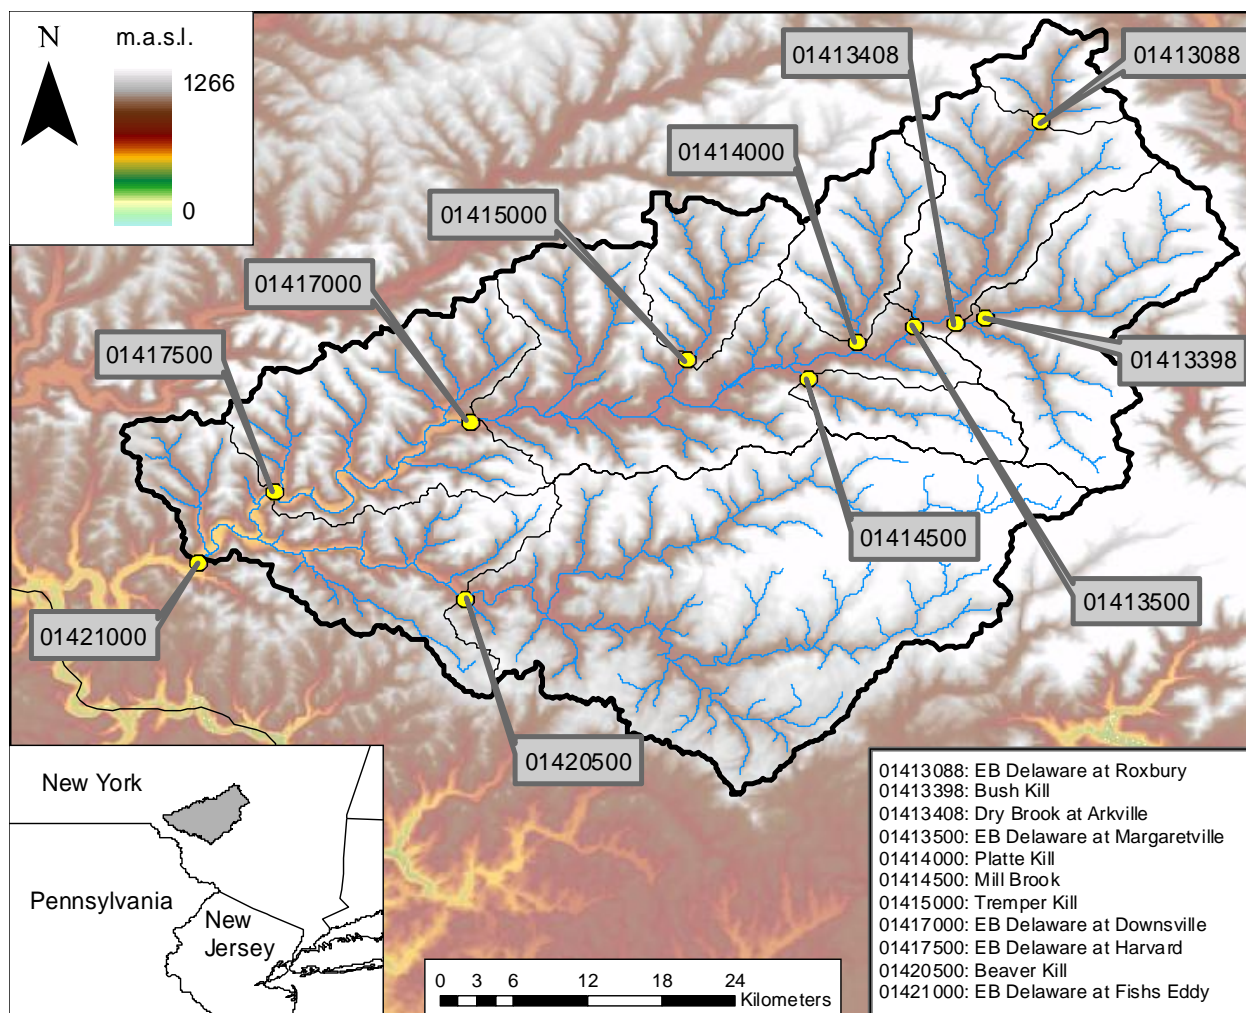 N
m.a.s.l.
1266
0
01413408
01413088
01414000
01415000
01417000
01417500
01413398
01414500
01413500
01421000
01420500
New York
Pennsylvania
New
Jersey
0 3 6 12 18 24
Kilometers
01413088: EB Delaware at Roxbury
01413398: Bush Kill
01413408: Dry Brook at Arkville
01413500: EB Delaware at Margaretville
01414000: Platte Kill
01414500: Mill Brook
01415000: Tremper Kill
01417000: EB Delaware at Downsville
01417500: EB Delaware at Harvard
01420500: Beaver Kill
01421000: EB Delaware at Fishs Eddy